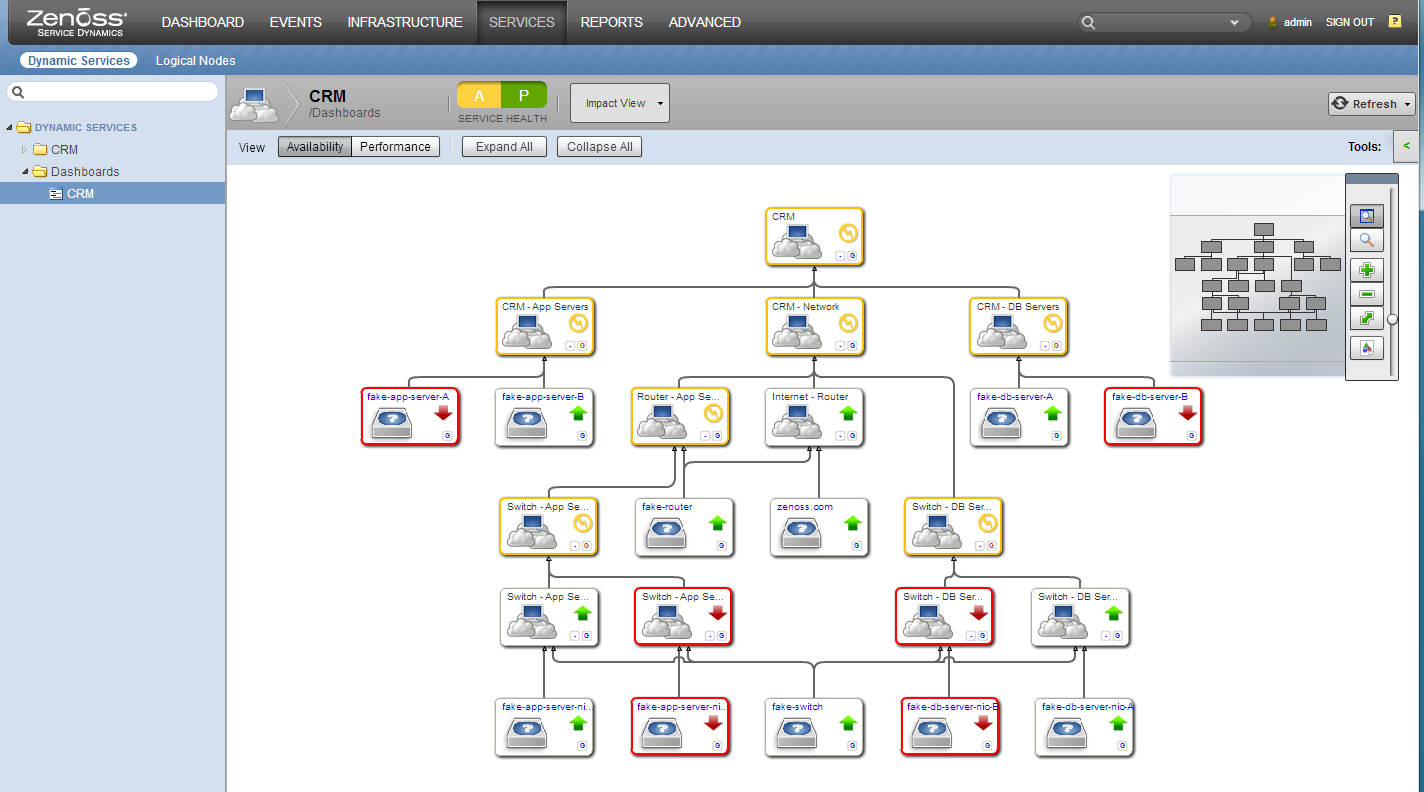 Zenoss
SERVICE DYNAMICS
DASHBOARD EVENTS INFRASTRUCTURE SERVICES REPORTS ADVANCED
admin SIGN OUT ?
Dynamic Services Logical Nodes
CRM
/Dashboards
A P
SERVICE HEALTH
Impact View
Refresh
DYNAMIC SERVICES
CRM
Dashboards
CRM
View Availability Performance Expand All Collapse All Tools: <
CRM
- G
CRM - App Servers CRM - Network CRM - DB Servers
- G - G - G
fake-app-server-A fake-app-server-B Router - App Se... Internet - Router fake-db-server-A fake-db-server-B
? ? ? ?
G G - G - G G G
Switch - App Se... fake-router zenoss.com Switch - DB Ser...
? ?
- G G G - G
Switch - App Se... Switch - App Se... Switch - DB Ser... Switch - DB Ser...
- G - G - G - G
fake-app-server-ni... fake-app-server-ni... fake-switch fake-db-server-nic-B fake-db-server-nic-A
? ? ? ? ?
G G G G G